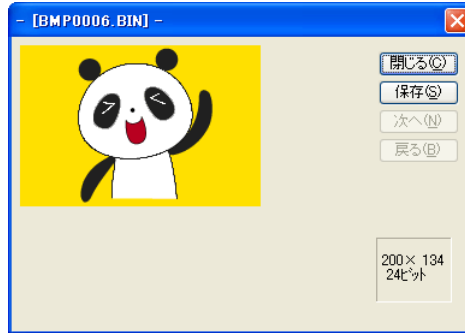 - [BMP0006.BIN] -
閉じる(C)
保存(S)
次へ(N)
戻る(B)
200× 134
24ﾋﾞｯﾄ